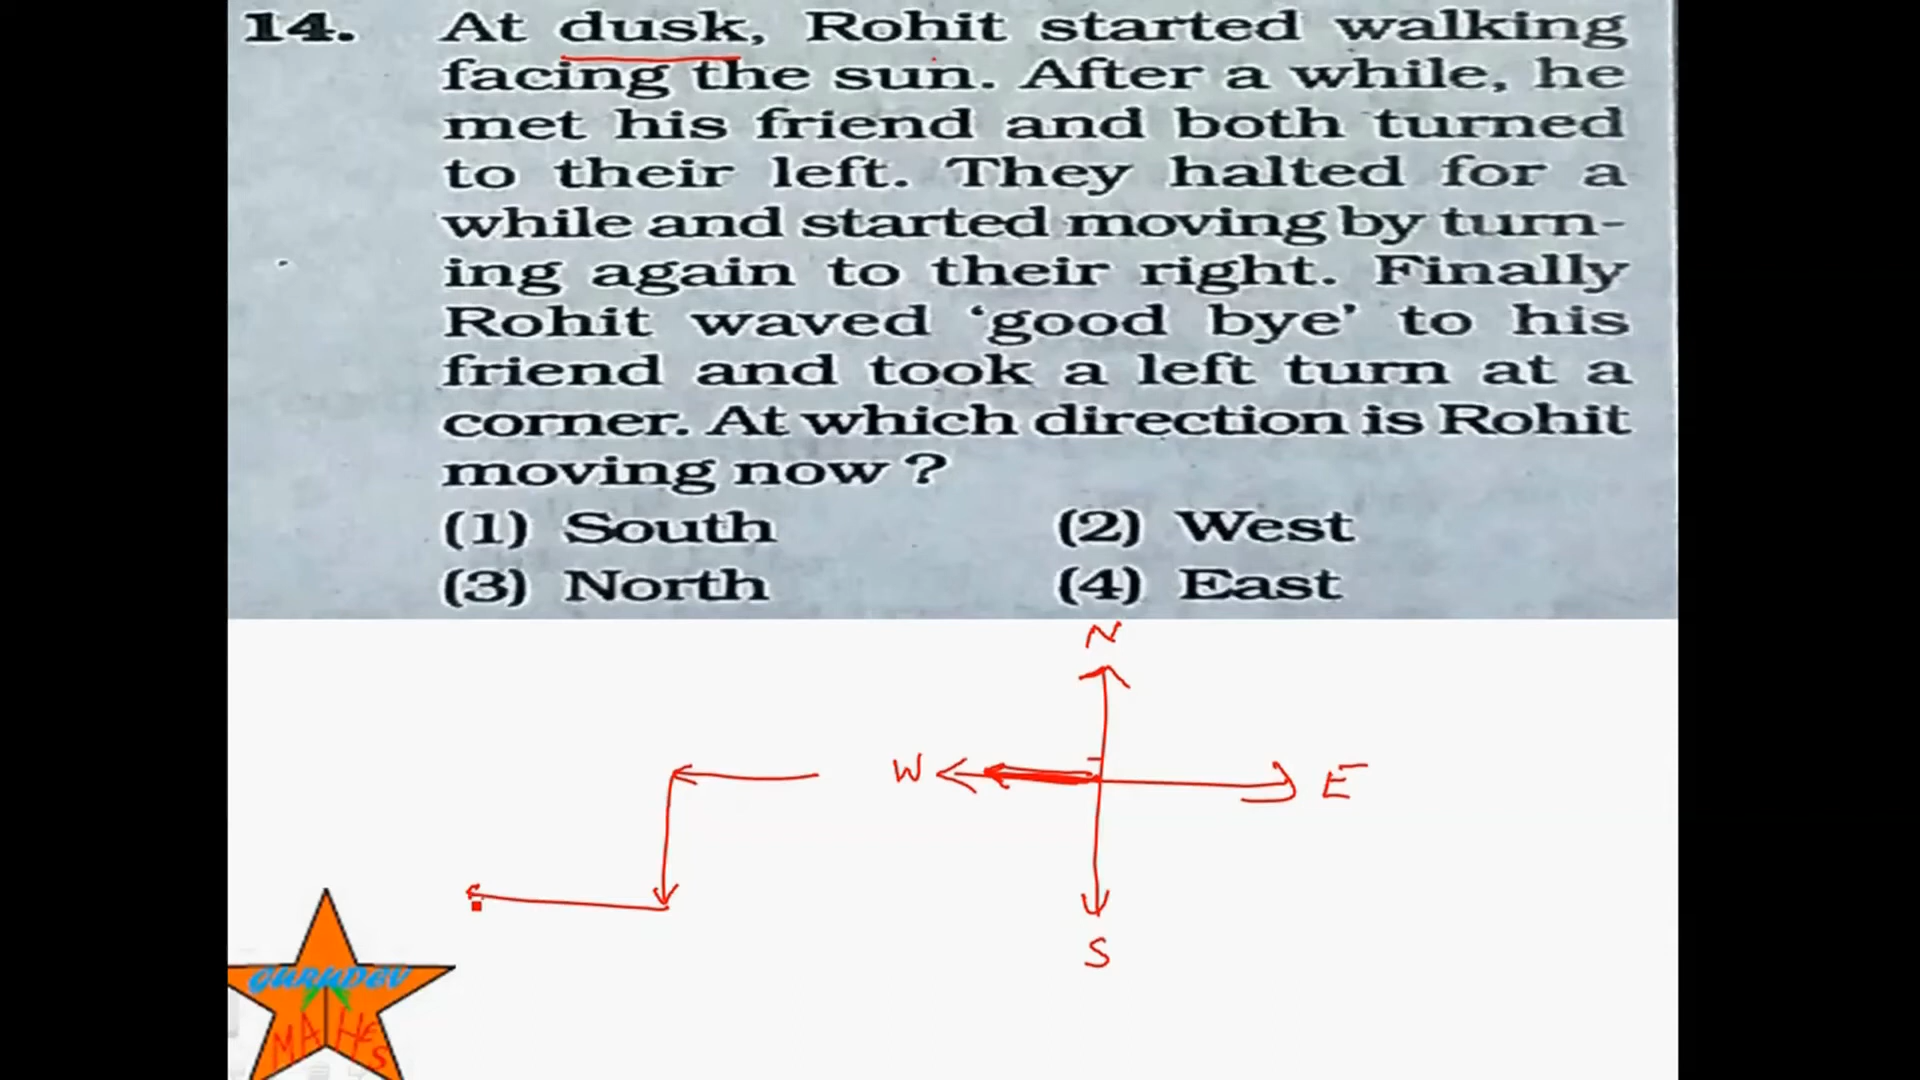 14. At dusk, Rohit started walking
facing the sun. After a while, he
met his friend and both turned
to their left. They halted for a
while and started moving by turn-
ing again to their right. Finally
Rohit waved ‘good bye’ to his
friend and took a left turn at a
corner. At which direction is Rohit
moving now ?
(1) South (2) West
(3) North (4) East
N
W E
S
GURUDEV
MATHES